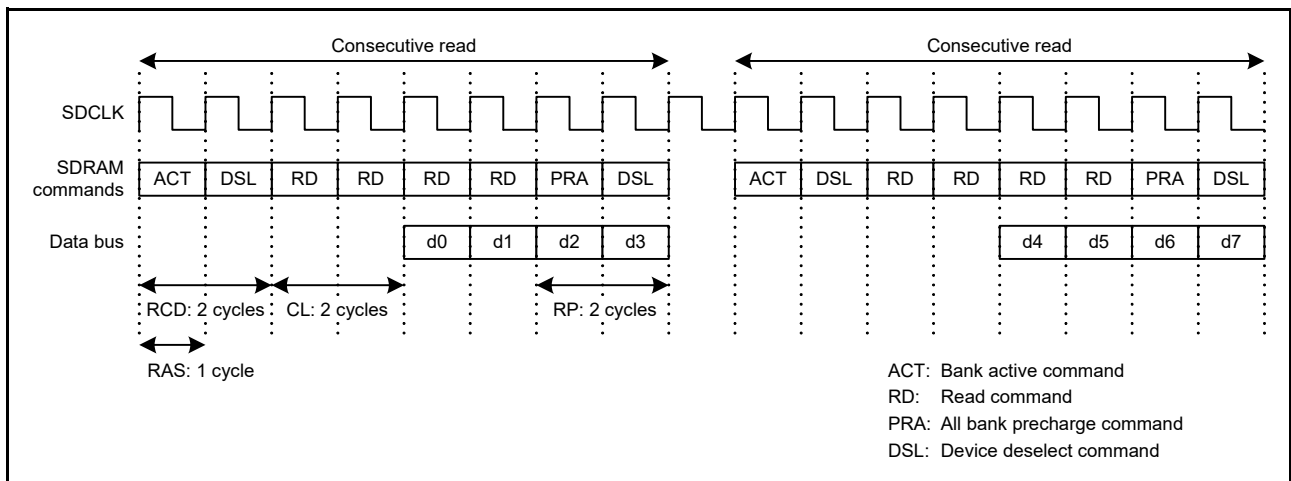 Consecutive read Consecutive read
SDCLK
SDRAM
commands
ACT DSL RD RD RD RD PRA DSL ACT DSL RD RD RD RD PRA DSL
Data bus d0 d1 d2 d3 d4 d5 d6 d7
RCD: 2 cycles CL: 2 cycles RP: 2 cycles
RAS: 1 cycle
ACT: Bank active command
RD: Read command
PRA: All bank precharge command
DSL: Device deselect command